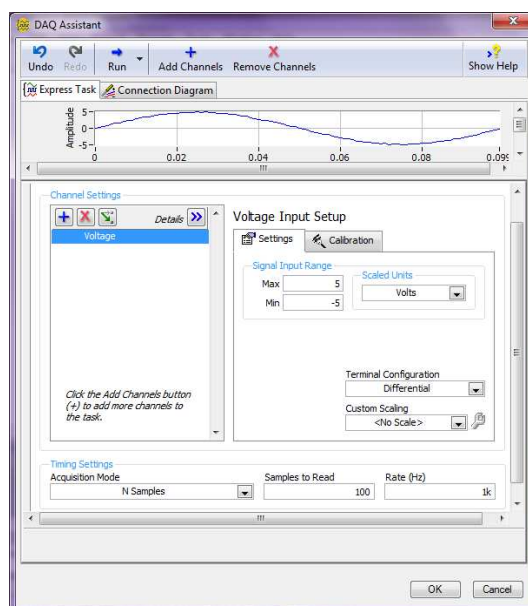 DAQ Assistant
Undo Redo Run Add Channels Remove Channels Show Help
Express Task Connection Diagram
Amplitude
5
0
-5
0 0.02 0.04 0.06 0.08 0.099
Channel Settings
Details
Voltage
Click the Add Channels button
(+) to add more channels to
the task.
Voltage Input Setup
Settings Calibration
Signal Input Range
Max 5
Min -5
Scaled Units
Volts
Terminal Configuration
Differential
Custom Scaling
<No Scale>
Timing Settings
Acquisition Mode Samples to Read Rate (Hz)
N Samples 100 1k
OK Cancel